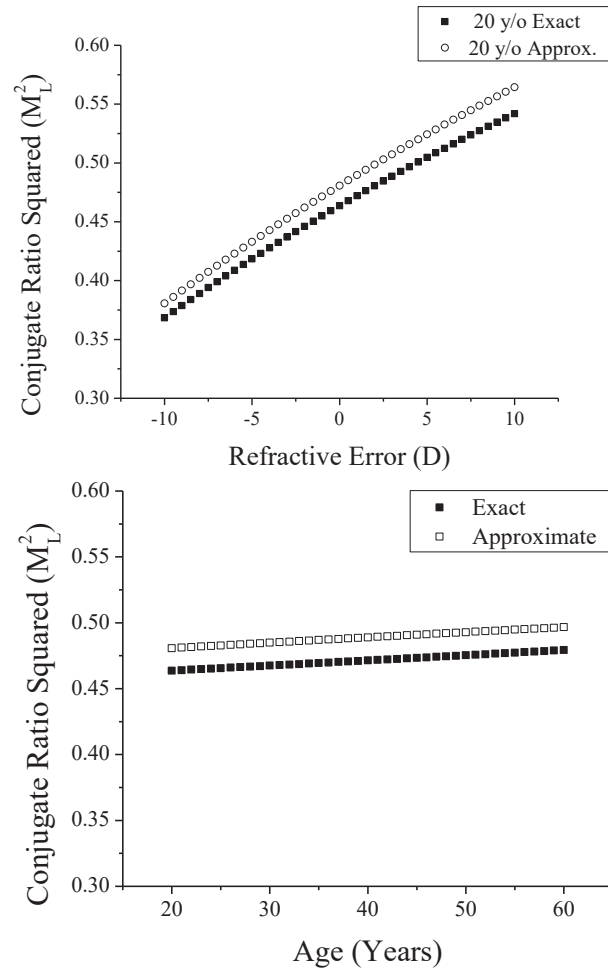 20 y/o Exact
20 y/o Approx.
Conjugate Ratio Squared (M_L^2)
0.60
0.55
0.50
0.45
0.40
0.35
0.30
-10 -5 0 5 10
Refractive Error (D)
Exact
Approximate
Conjugate Ratio Squared (M_L^2)
0.60
0.55
0.50
0.45
0.40
0.35
0.30
20 30 40 50 60
Age (Years)